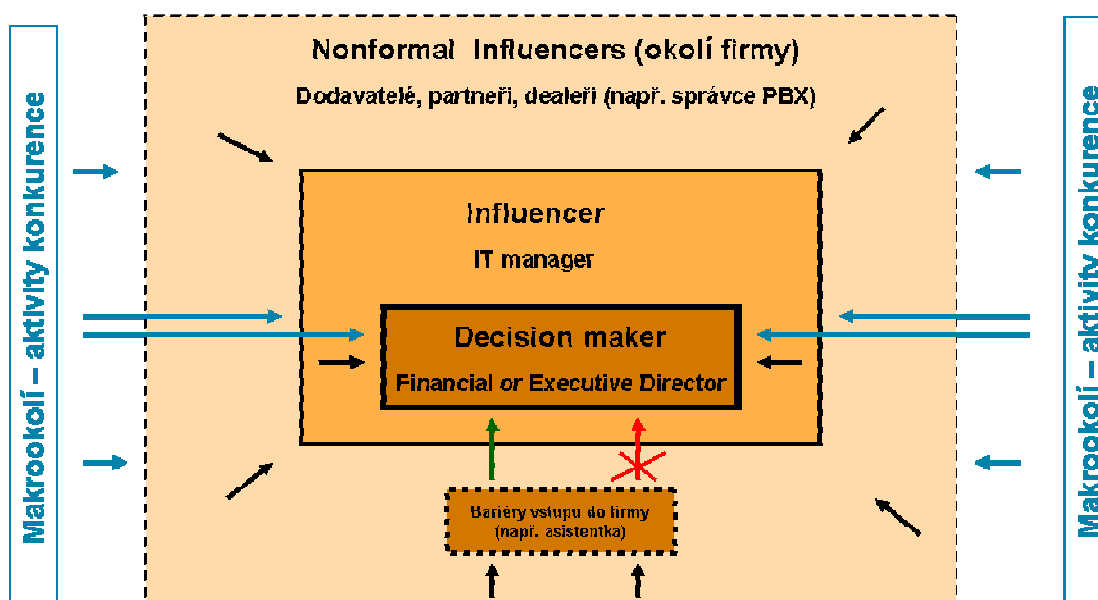 Makrookolí – aktivity konkurence
Nonformal Influencers (okolí firmy)
Dodavatelé, partneři, dealeři (např. správce PBX)
Influencer
IT manager
Decision maker
Financial or Executive Director
Bariéry vstupu do firmy
(např. asistentka)
Makrookolí – aktivity konkurence